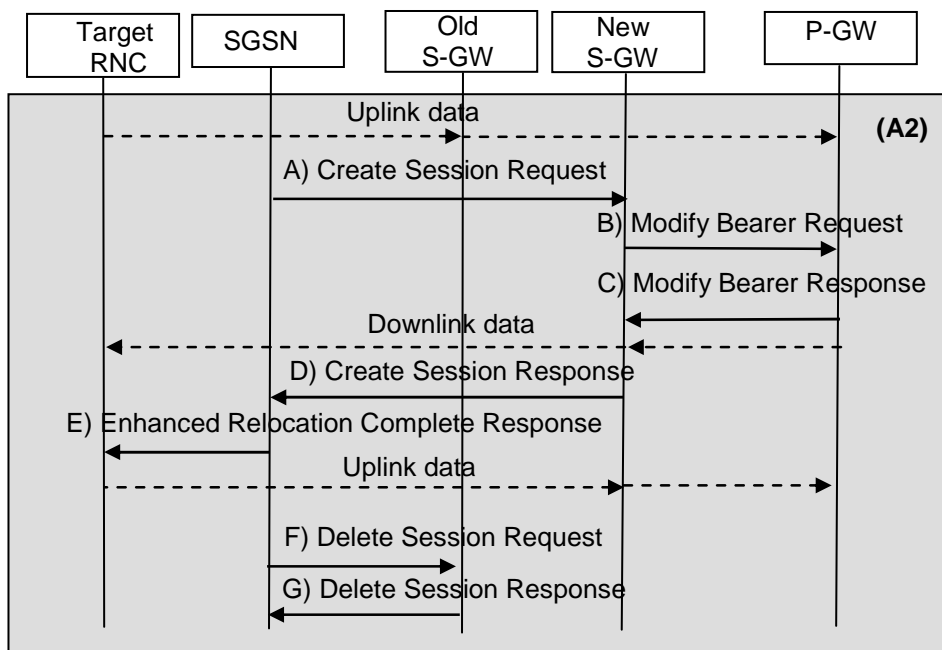 Target
RNC
SGSN
Old
S-GW
New
S-GW
P-GW
Uplink data
(A2)
A) Create Session Request
B) Modify Bearer Request
C) Modify Bearer Response
Downlink data
D) Create Session Response
E) Enhanced Relocation Complete Response
Uplink data
F) Delete Session Request
G) Delete Session Response